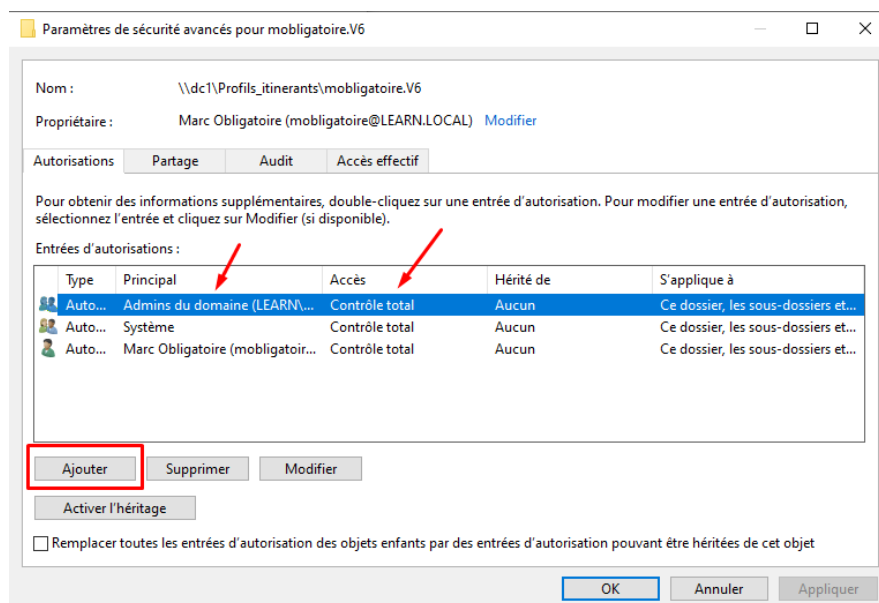 Paramètres de sécurité avancés pour mobligatoire.V6
Nom : \\dc1\Profils_itinerants\mobligatoire.V6
Propriétaire : Marc Obligatoire (mobligatoire@LEARN.LOCAL) Modifier
Autorisations Partage Audit Accès effectif
Pour obtenir des informations supplémentaires, double-cliquez sur une entrée d'autorisation. Pour modifier une entrée d'autorisation,
sélectionnez l'entrée et cliquez sur Modifier (si disponible).
Entrées d'autorisations :
Type Principal Accès Hérité de S'applique à
Auto... Admins du domaine (LEARN\... Contrôle total Aucun Ce dossier, les sous-dossiers et...
Auto... Système Contrôle total Aucun Ce dossier, les sous-dossiers et...
Auto... Marc Obligatoire (mobligatoir... Contrôle total Aucun Ce dossier, les sous-dossiers et...
Ajouter Supprimer Modifier
Activer l'héritage
Remplacer toutes les entrées d'autorisation des objets enfants par des entrées d'autorisation pouvant être héritées de cet objet
OK Annuler Appliquer